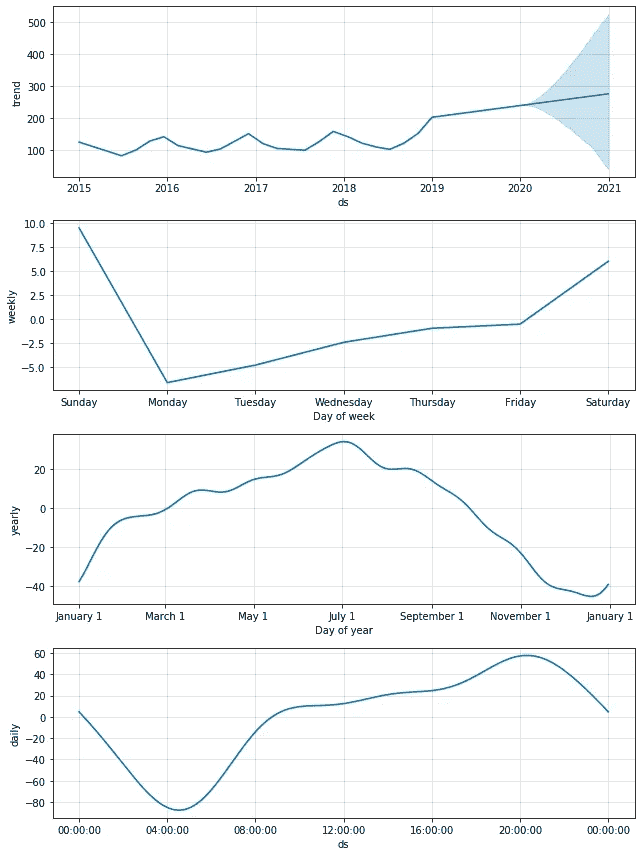 500
400
300
200
100
trend
2015 2016 2017 2018 2019 2020 2021
ds
10.0
7.5
5.0
2.5
0.0
−2.5
−5.0
weekly
Sunday Monday Tuesday Wednesday Thursday Friday Saturday
Day of week
20
0
−20
−40
yearly
January 1 March 1 May 1 July 1 September 1 November 1 January 1
Day of year
60
40
20
0
−20
−40
−60
−80
daily
00:00:00 04:00:00 08:00:00 12:00:00 16:00:00 20:00:00 00:00:00
ds